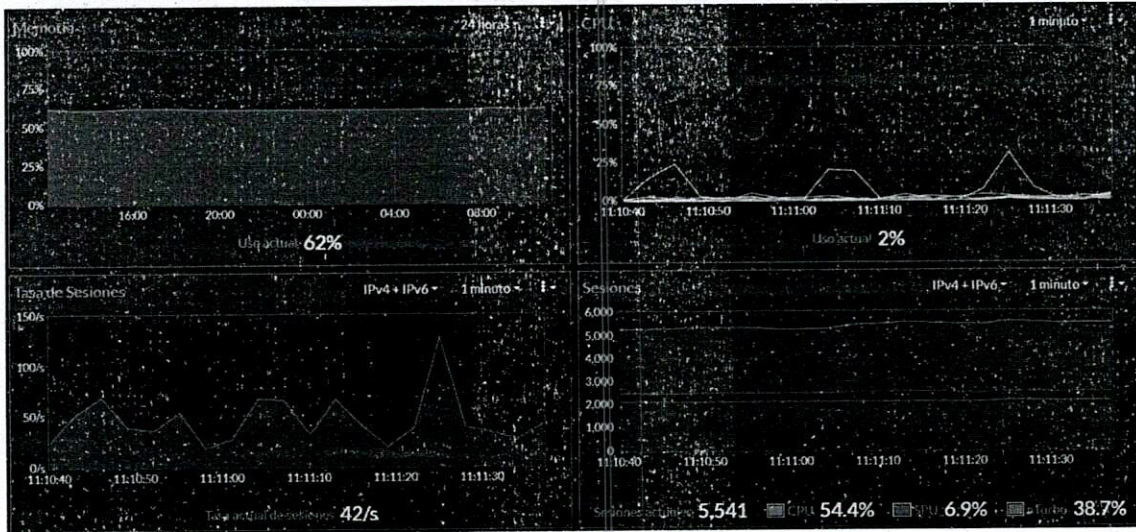 Memoria 24 horas
100%
75%
50%
25%
0%
16:00 20:00 00:00 04:00 08:00
Uso actual 62%
CPU 1 minuto
100%
75%
50%
25%
0%
11:10:40 11:10:50 11:11:00 11:11:10 11:11:20 11:11:30
Uso actual 2%
Tasa de Sesiones IPv4 + IPv6 1 minuto
150/s
100/s
50/s
0/s
11:10:40 11:10:50 11:11:00 11:11:10 11:11:20 11:11:30
Tasa actual de sesiones 42/s
Sesiones IPv4 + IPv6 1 minuto
6,000
5,000
4,000
3,000
2,000
1,000
0
11:10:40 11:10:50 11:11:00 11:11:10 11:11:20 11:11:30
Sesiones actuales 5,541 CPU 54.4% SPU 6.9% nTurbo 38.7%